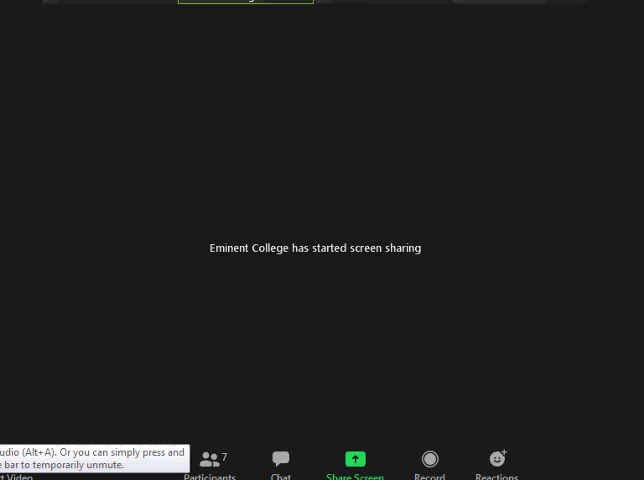 Eminent College has started screen sharing
udio (Alt+A). Or you can simply press and
e bar to temporarily unmute.
7
t Video
Participants
Chat
Share Screen
Record
Reactions